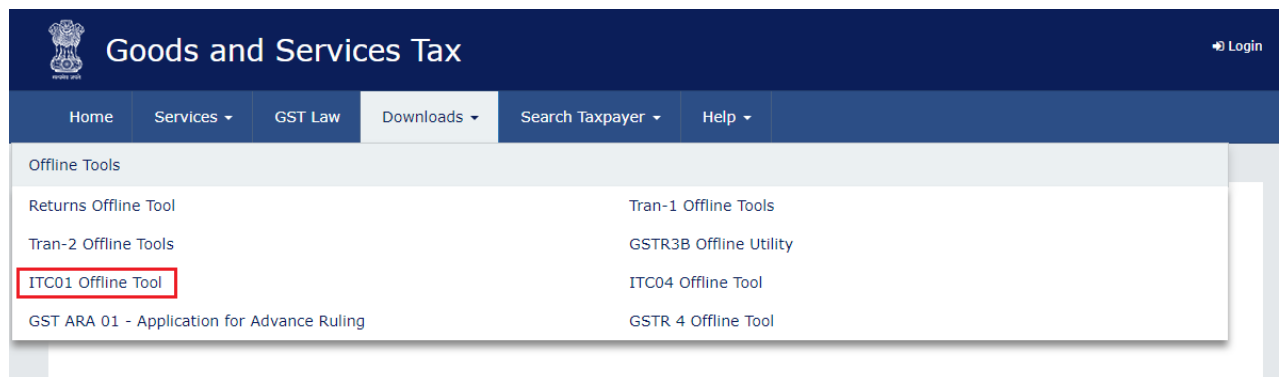 Goods and Services Tax
Login
Home Services GST Law Downloads Search Taxpayer Help
Offline Tools
Returns Offline Tool Tran-1 Offline Tools
Tran-2 Offline Tools GSTR3B Offline Utility
ITC01 Offline Tool ITC04 Offline Tool
GST ARA 01 - Application for Advance Ruling GSTR 4 Offline Tool